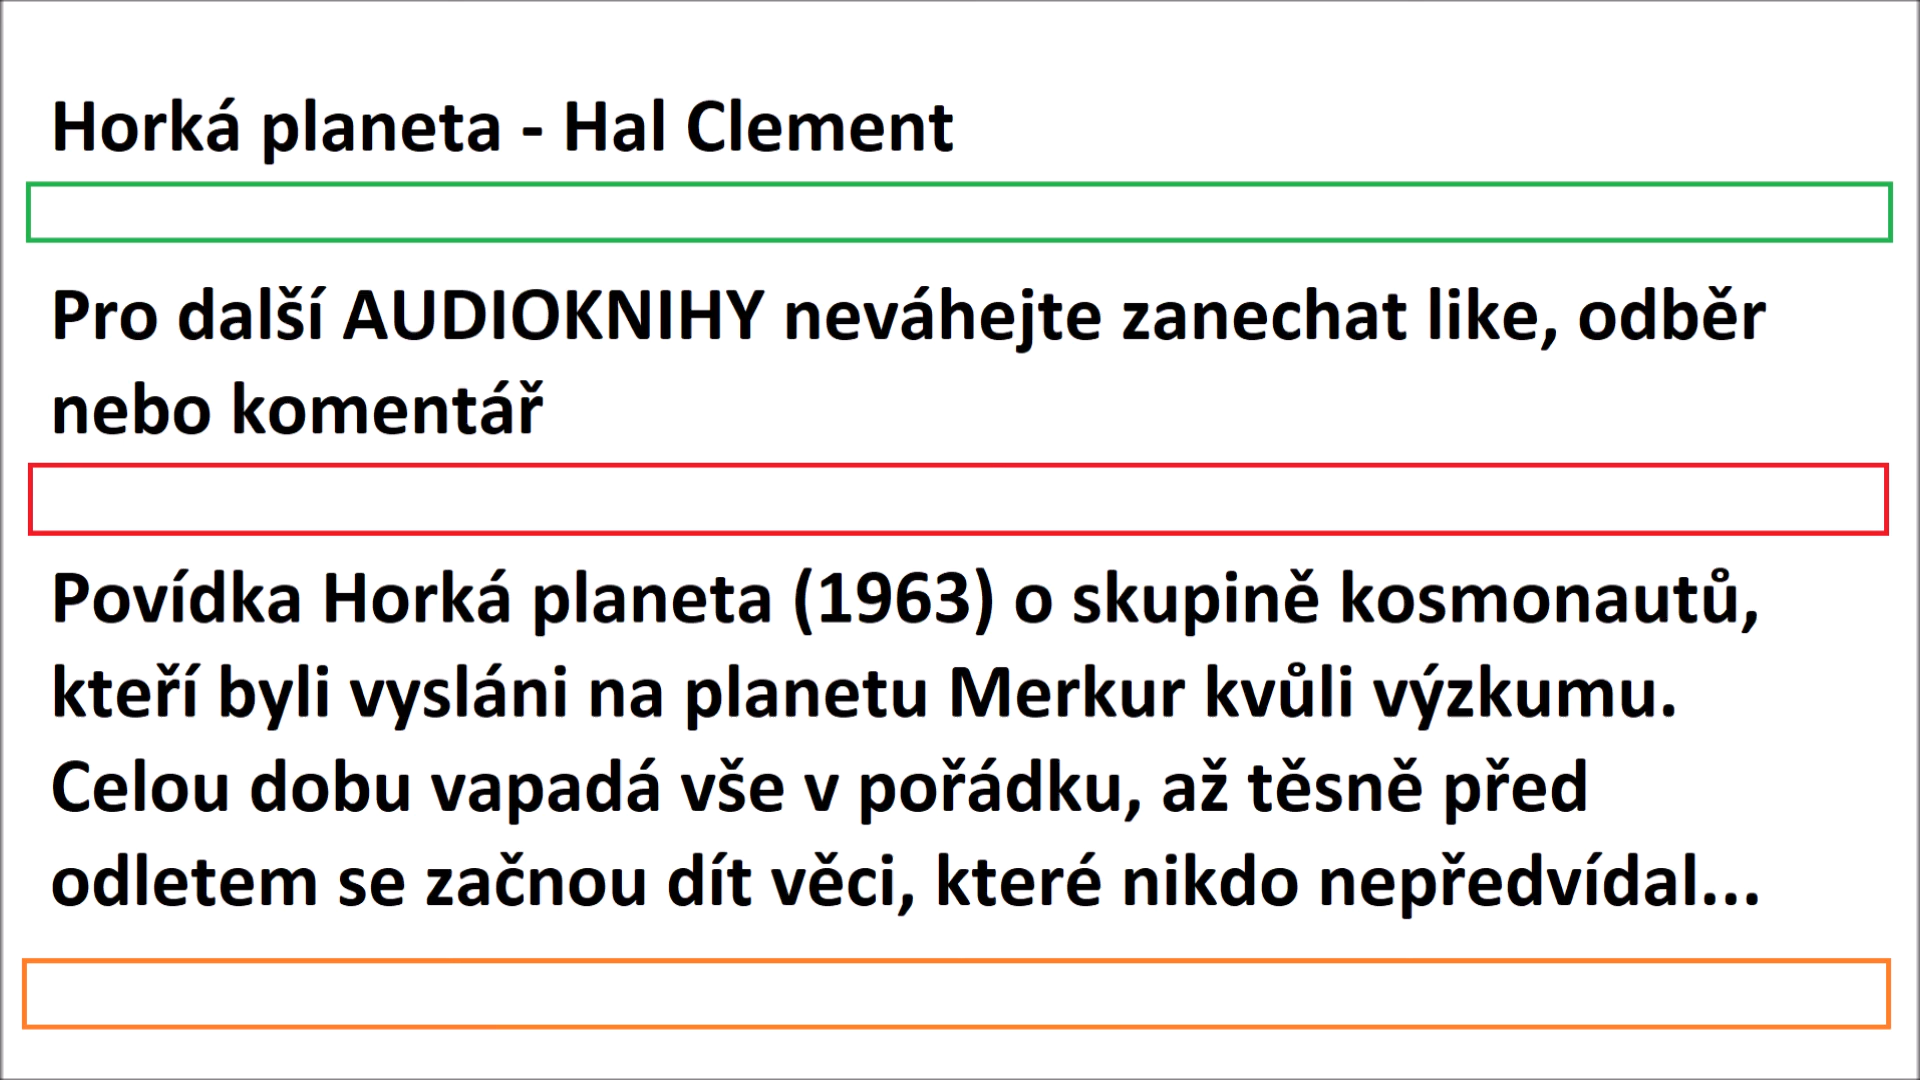 Horká planeta - Hal Clement
Pro další AUDIOKNIHY neváhejte zanechat like, odběr
nebo komentář
Povídka Horká planeta (1963) o skupině kosmonautů,
kteří byli vysláni na planetu Merkur kvůli výzkumu.
Celou dobu vapadá vše v pořádku, až těsně před
odletem se začnou dít věci, které nikdo nepředvídal...